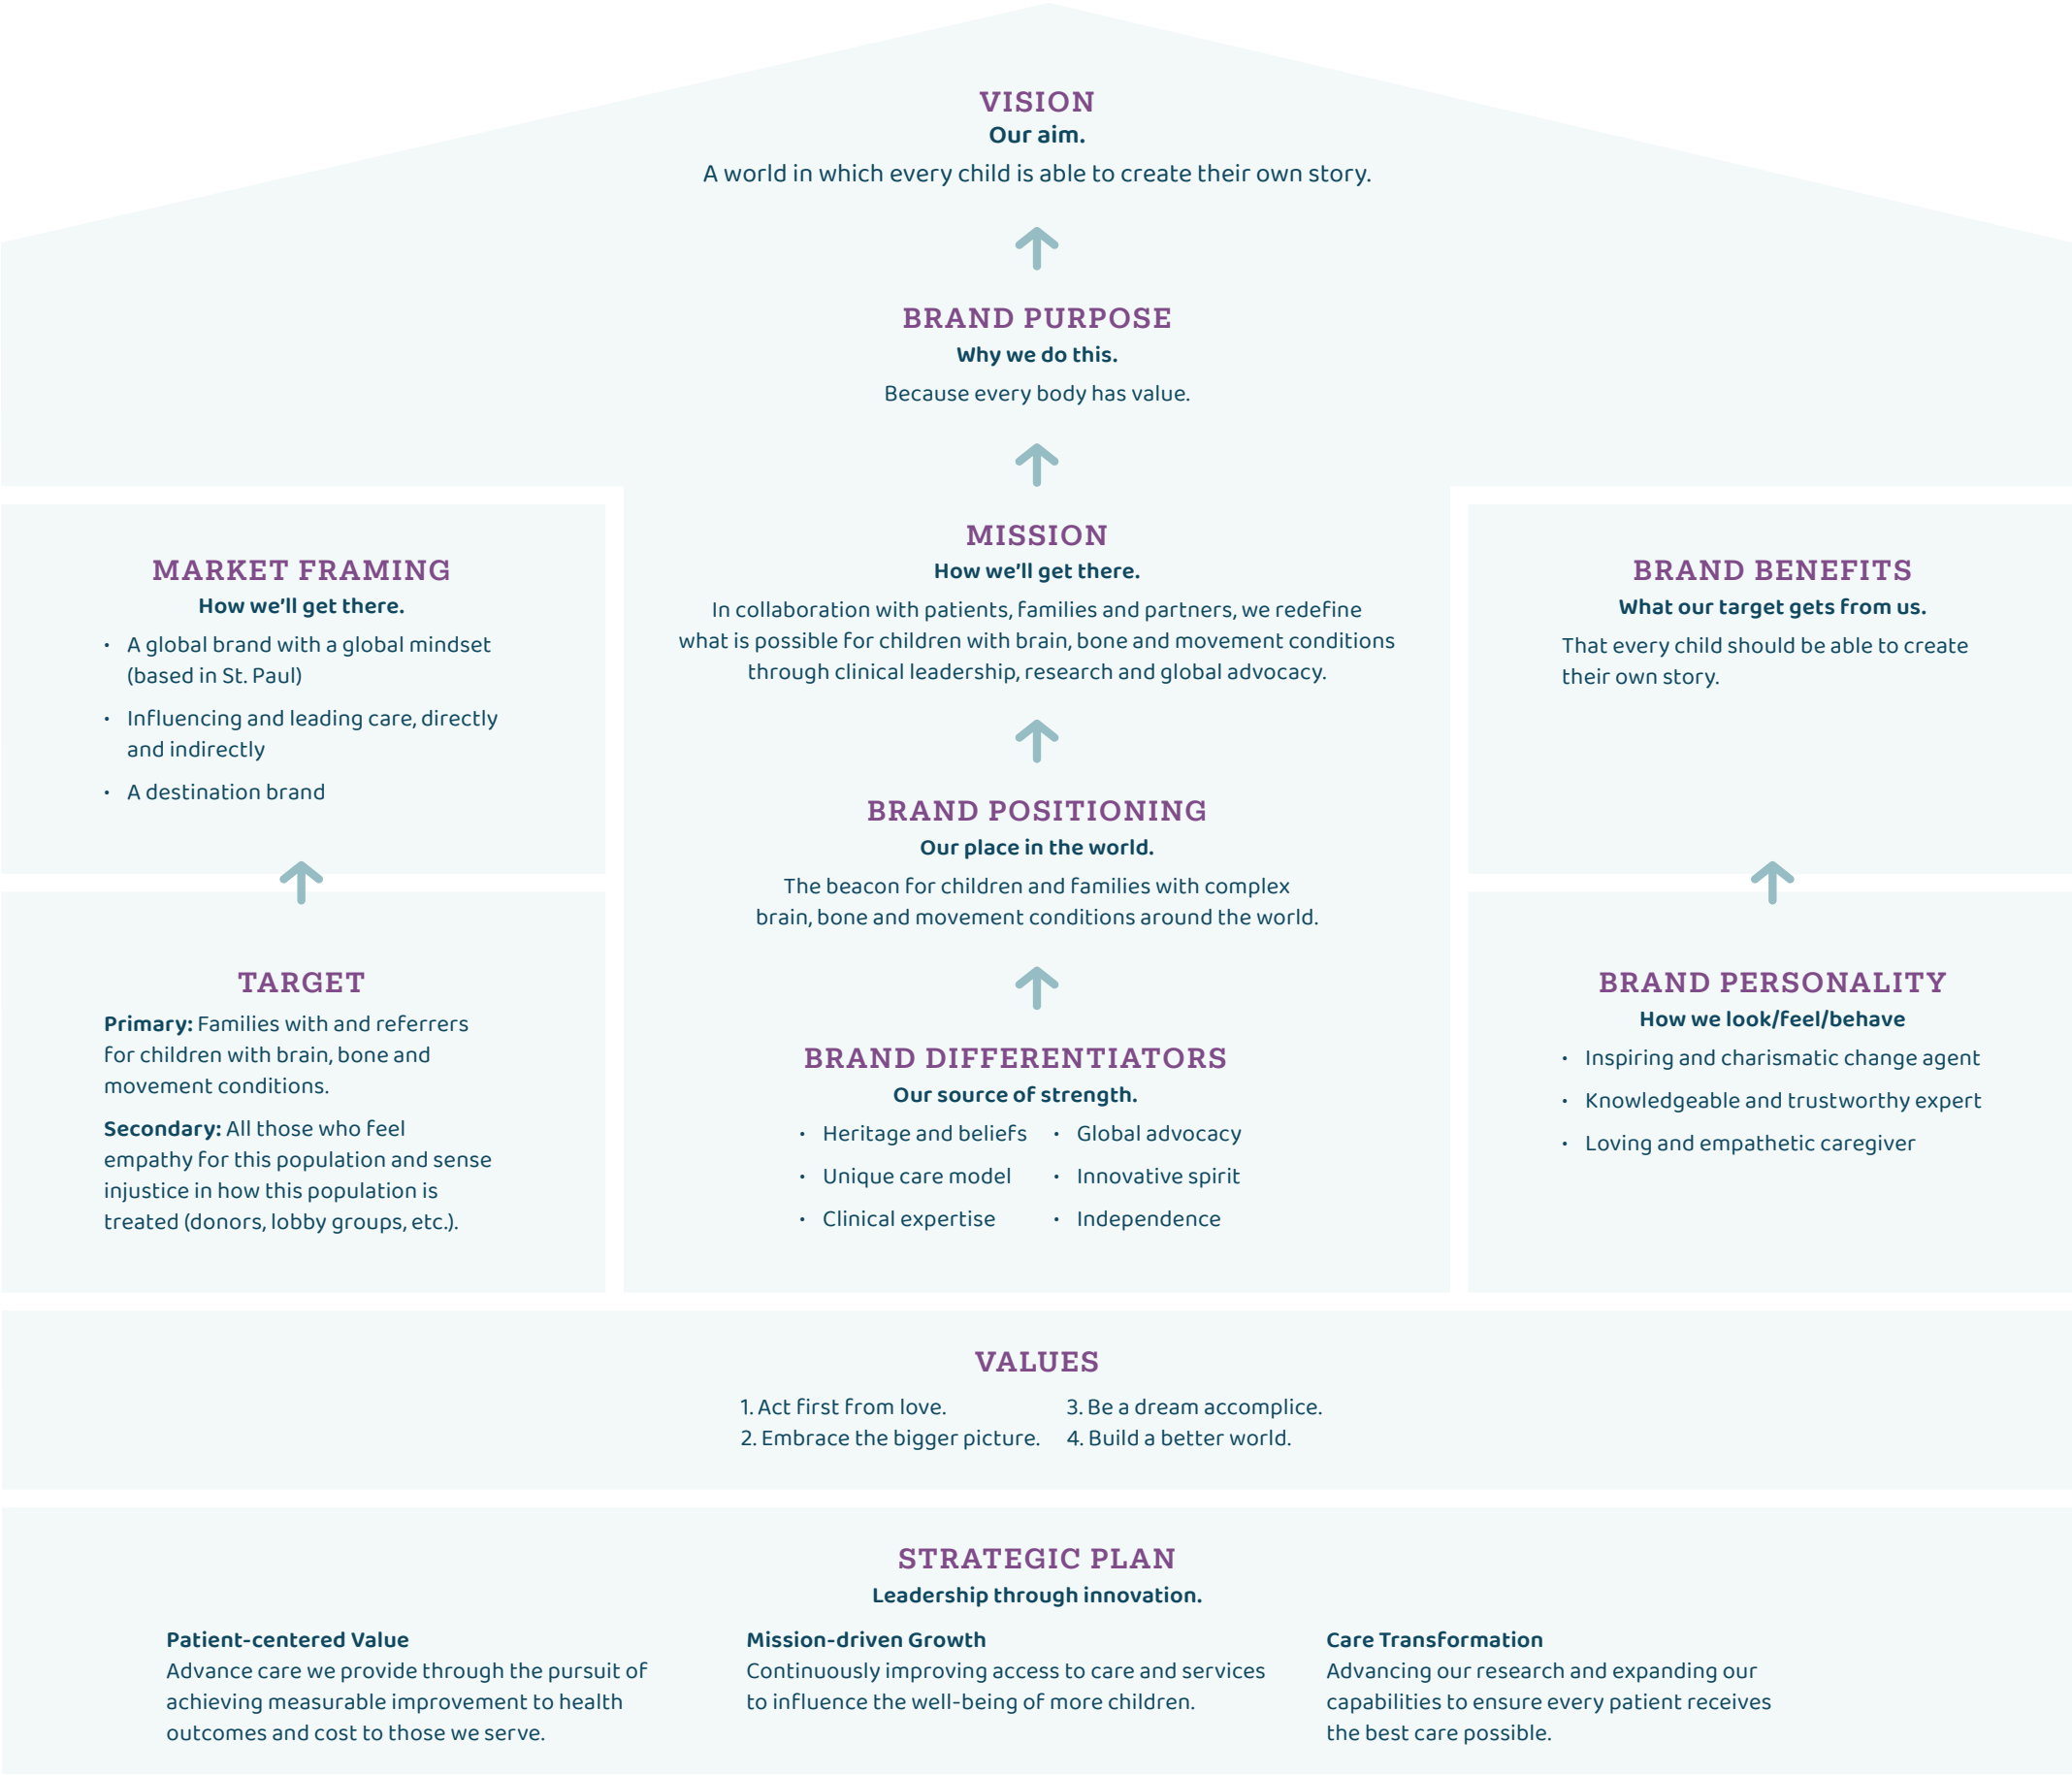 VISION
Our aim.
A world in which every child is able to create their own story.
BRAND PURPOSE
Why we do this.
Because every body has value.
MISSION
How we'll get there.
In collaboration with patients, families and partners, we redefine
what is possible for children with brain, bone and movement conditions
through clinical leadership, research and global advocacy.
BRAND POSITIONING
Our place in the world.
The beacon for children and families with complex
brain, bone and movement conditions around the world.
BRAND DIFFERENTIATORS
Our source of strength.
• Heritage and beliefs
• Unique care model
• Clinical expertise
• Global advocacy
• Innovative spirit
• Independence
MARKET FRAMING
How we'll get there.
• A global brand with a global mindset
(based in St. Paul)
• Influencing and leading care, directly
and indirectly
• A destination brand
TARGET
Primary: Families with and referrers
for children with brain, bone and
movement conditions.
Secondary: All those who feel
empathy for this population and sense
injustice in how this population is
treated (donors, lobby groups, etc.).
BRAND BENEFITS
What our target gets from us.
That every child should be able to create
their own story.
BRAND PERSONALITY
How we look/feel/behave
• Inspiring and charismatic change agent
• Knowledgeable and trustworthy expert
• Loving and empathetic caregiver
VALUES
1. Act first from love.
2. Embrace the bigger picture.
3. Be a dream accomplice.
4. Build a better world.
STRATEGIC PLAN
Leadership through innovation.
Patient-centered Value
Advance care we provide through the pursuit of
achieving measurable improvement to health
outcomes and cost to those we serve.
Mission-driven Growth
Continuously improving access to care and services
to influence the well-being of more children.
Care Transformation
Advancing our research and expanding our
capabilities to ensure every patient receives
the best care possible.